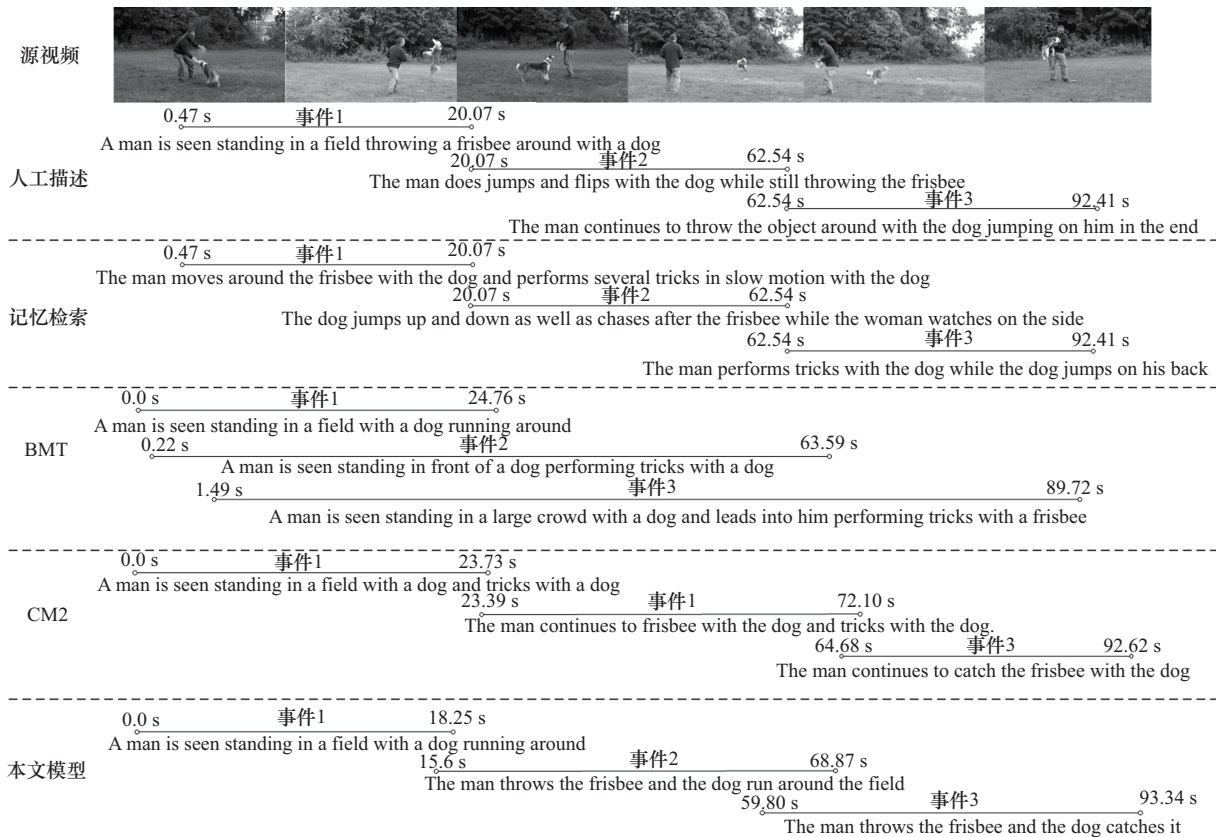 源视频
0.47 s 事件1 20.07 s
A man is seen standing in a field throwing a frisbee around with a dog
20.07 s 事件2 62.54 s
人工描述
The man does jumps and flips with the dog while still throwing the frisbee
62.54 s 事件3 92.41 s
The man continues to throw the object around with the dog jumping on him in the end
0.47 s 事件1 20.07 s
The man moves around the frisbee with the dog and performs several tricks in slow motion with the dog
20.07 s 事件2 62.54 s
记忆检索
The dog jumps up and down as well as chases after the frisbee while the woman watches on the side
62.54 s 事件3 92.41 s
The man performs tricks with the dog while the dog jumps on his back
0.0 s 事件1 24.76 s
A man is seen standing in a field with a dog running around
BMT
0.22 s 事件2 63.59 s
A man is seen standing in front of a dog performing tricks with a dog
1.49 s 事件3 89.72 s
A man is seen standing in a large crowd with a dog and leads into him performing tricks with a frisbee
0.0 s 事件1 23.73 s
A man is seen standing in a field with a dog and tricks with a dog
23.39 s 事件1 72.10 s
CM2
The man continues to frisbee with the dog and tricks with the dog.
64.68 s 事件3 92.62 s
The man continues to catch the frisbee with the dog
0.0 s 事件1 18.25 s
A man is seen standing in a field with a dog running around
15.6 s 事件2 68.87 s
本文模型
The man throws the frisbee and the dog run around the field
59.80 s 事件3 93.34 s
The man throws the frisbee and the dog catches it